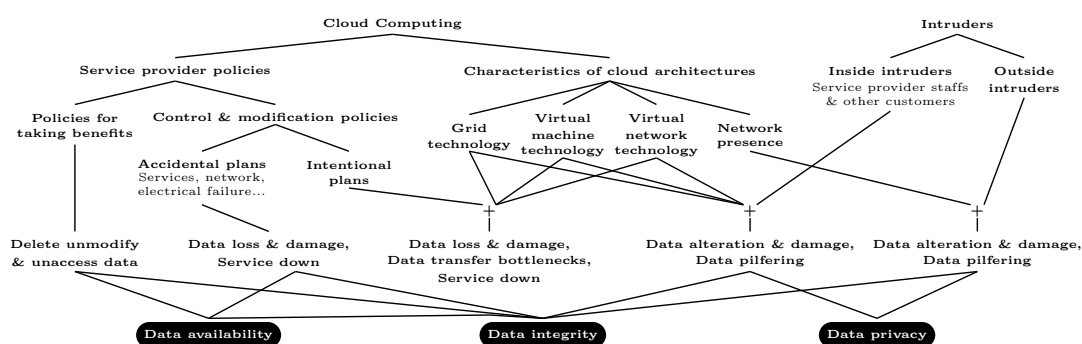 Cloud Computing
Intruders
Service provider policies
Characteristics of cloud architectures
Inside intruders
Service provider staffs
& other customers
Outside
intruders
Policies for
taking benefits
Control & modification policies
Grid
technology
Virtual
machine
technology
Virtual
network
technology
Network
presence
Accidental plans
Services, network,
electrical failure...
Intentional
plans
+
+
+
Delete unmodify
& unaccess data
Data loss & damage,
Service down
Data loss & damage,
Data transfer bottlenecks,
Service down
Data alteration & damage,
Data pilfering
Data alteration & damage,
Data pilfering
Data availability
Data integrity
Data privacy